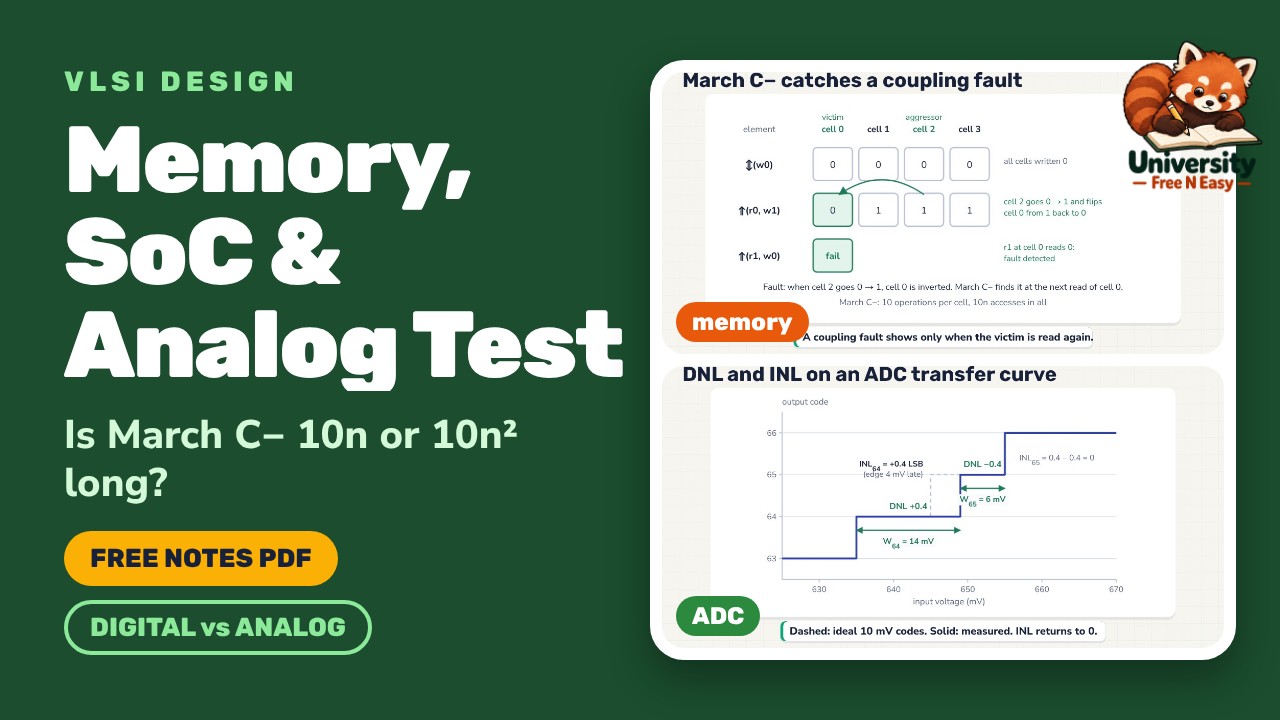 VLSI DESIGN
Memory,
SoC &
Analog Test
Is March C– 10n or 10n²
long?
FREE NOTES PDF
DIGITAL vs ANALOG
March C– catches a coupling fault
victim aggressor
element cell 0 cell 1 cell 2 cell 3
⇕(w0) 0 0 0 0 all cells written 0
⇑(r0, w1) 0 1 1 1 cell 2 goes 0 → 1 and flips
cell 0 from 1 back to 0
⇑(r1, w0) fail r1 at cell 0 reads 0:
fault detected
Fault: when cell 2 goes 0 → 1, cell 0 is inverted. March C– finds it at the next read of cell 0.
March C–: 10 operations per cell, 10n accesses in all
memory
A coupling fault shows only when the victim is read again.
University
Free N Easy
DNL and INL on an ADC transfer curve
output code
66
INL64 = +0.4 LSB DNL −0.4 INL65 = 0.4 − 0.4 = 0
(edge 4 mV late)
65
W65 = 6 mV
DNL +0.4
64
W64 = 14 mV
63
630 640 650 660 670
input voltage (mV)
ADC
Dashed: ideal 10 mV codes. Solid: measured. INL returns to 0.